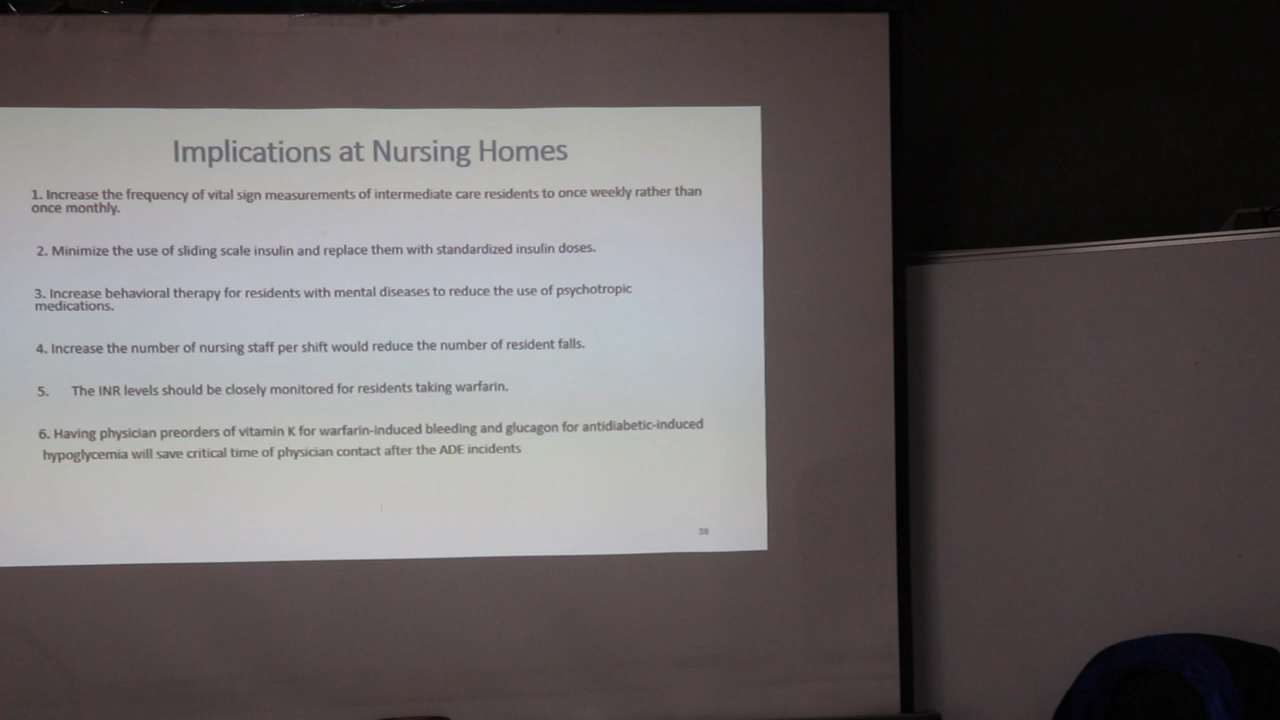 Implications at Nursing Homes
1. Increase the frequency of vital sign measurements of intermediate care residents to once weekly rather than
once monthly.
2. Minimize the use of sliding scale insulin and replace them with standardized insulin doses.
3. Increase behavioral therapy for residents with mental diseases to reduce the use of psychotropic
medications.
4. Increase the number of nursing staff per shift would reduce the number of resident falls.
5. The INR levels should be closely monitored for residents taking warfarin.
6. Having physician preorders of vitamin K for warfarin-induced bleeding and glucagon for antidiabetic-induced
hypoglycemia will save critical time of physician contact after the ADE incidents